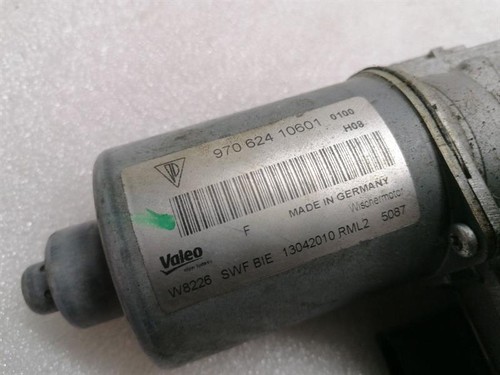 970 624 10601 0100
H08
F MADE IN GERMANY
Wischermotor
Valeo
W8226 SWF BIE 13042010 RML2 5087